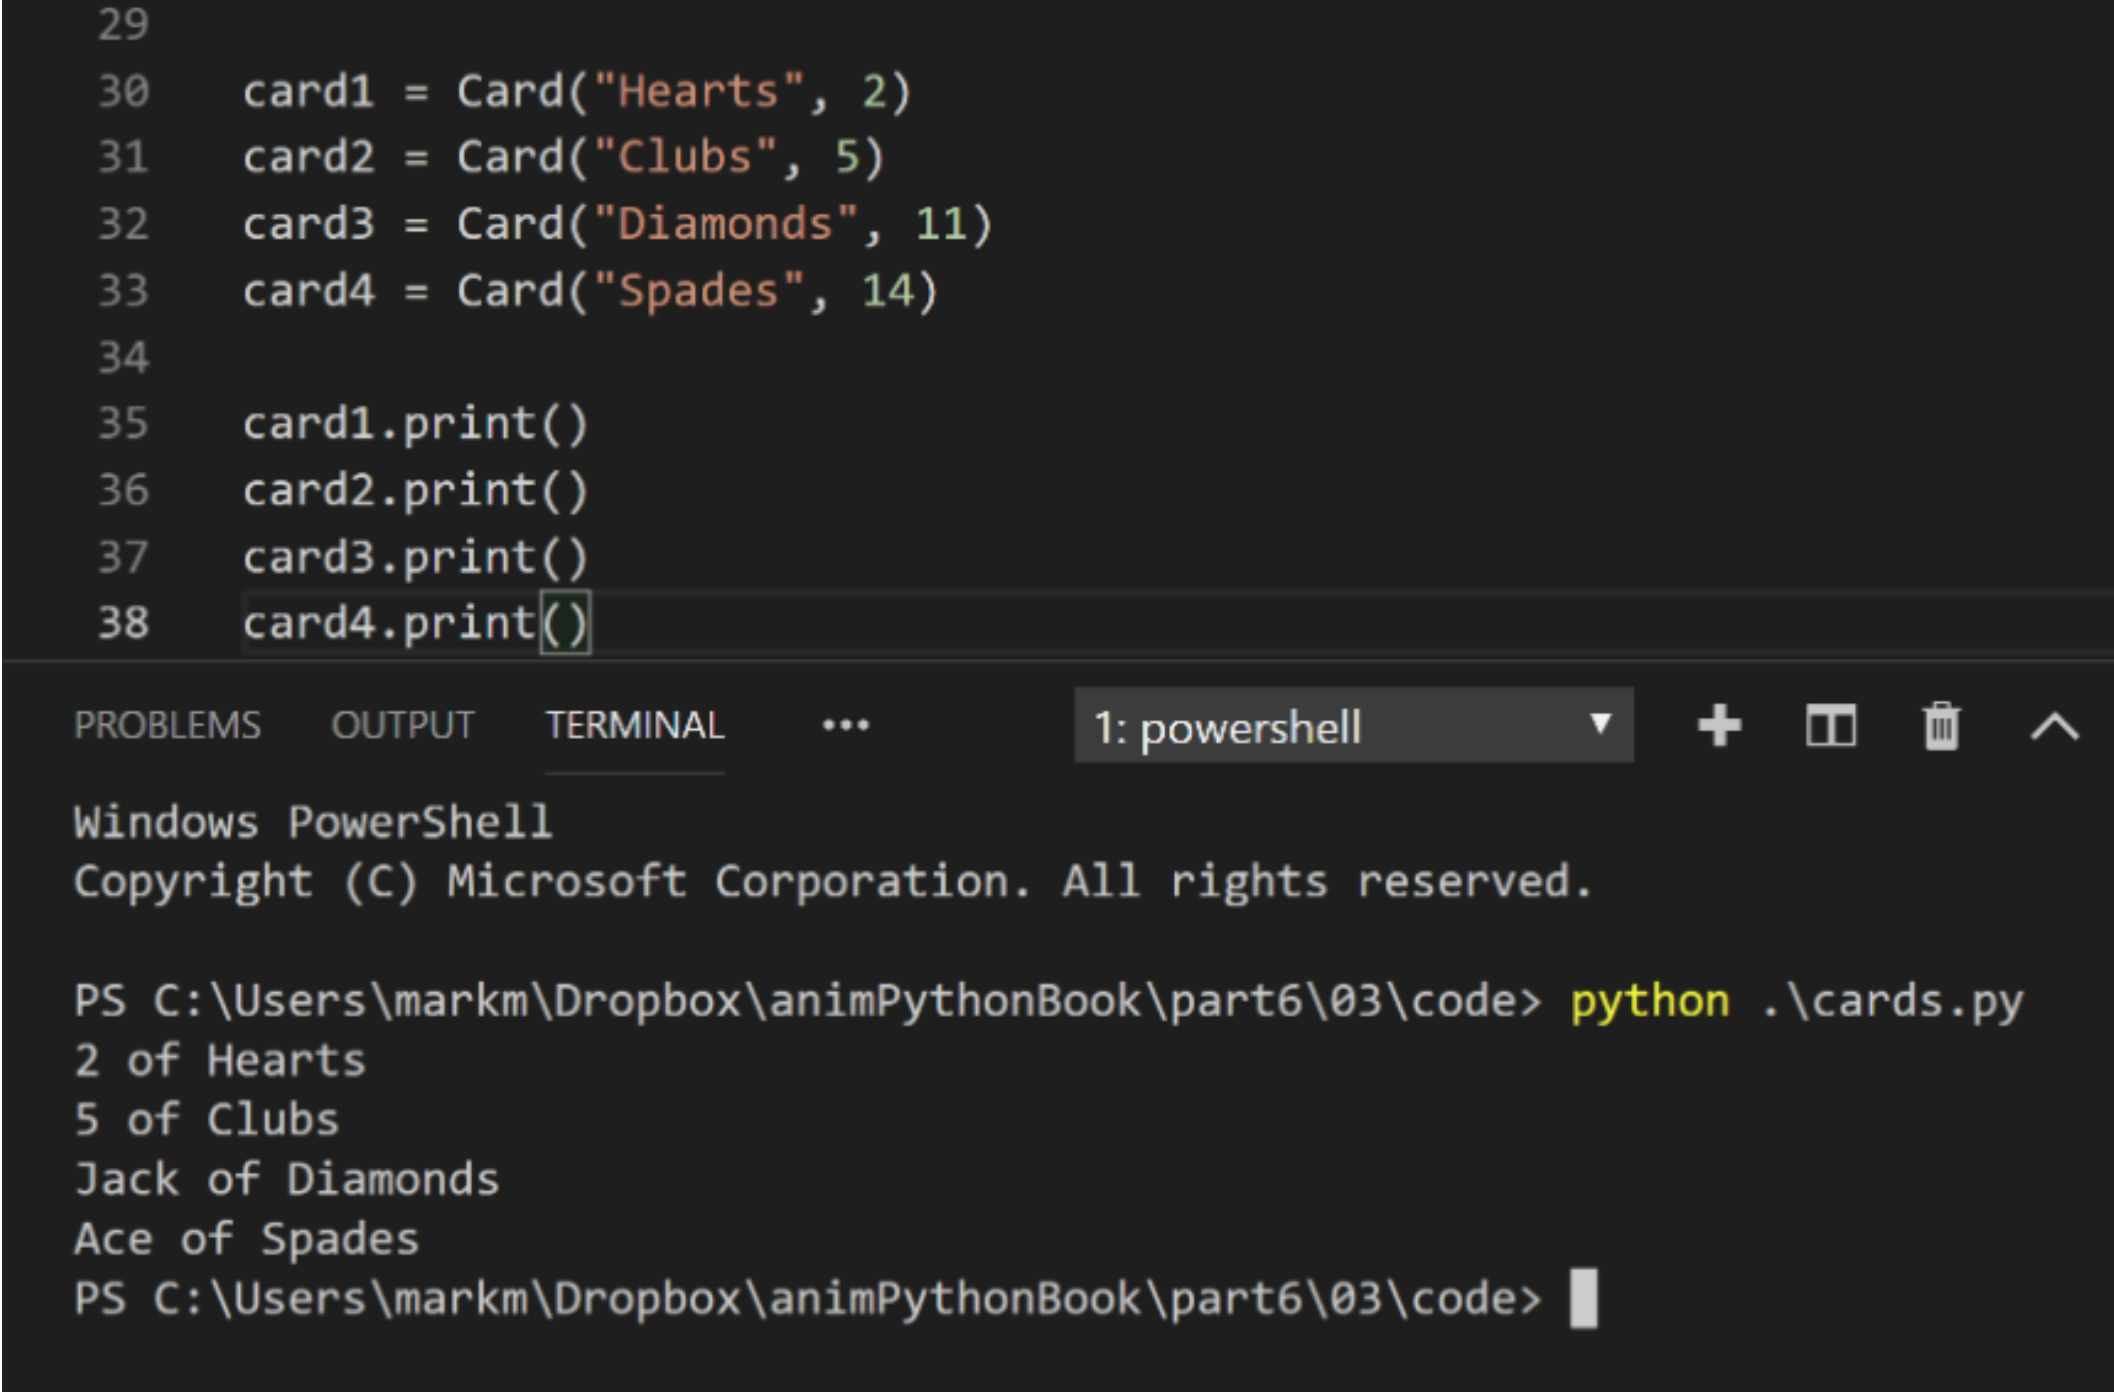 29
30 card1 = Card("Hearts", 2)
31 card2 = Card("Clubs", 5)
32 card3 = Card("Diamonds", 11)
33 card4 = Card("Spades", 14)
34
35 card1.print()
36 card2.print()
37 card3.print()
38 card4.print()
PROBLEMS OUTPUT TERMINAL ••• 1: powershell
Windows PowerShell
Copyright (C) Microsoft Corporation. All rights reserved.
PS C:\Users\markm\Dropbox\animPythonBook\part6\03\code> python .\cards.py
2 of Hearts
5 of Clubs
Jack of Diamonds
Ace of Spades
PS C:\Users\markm\Dropbox\animPythonBook\part6\03\code>